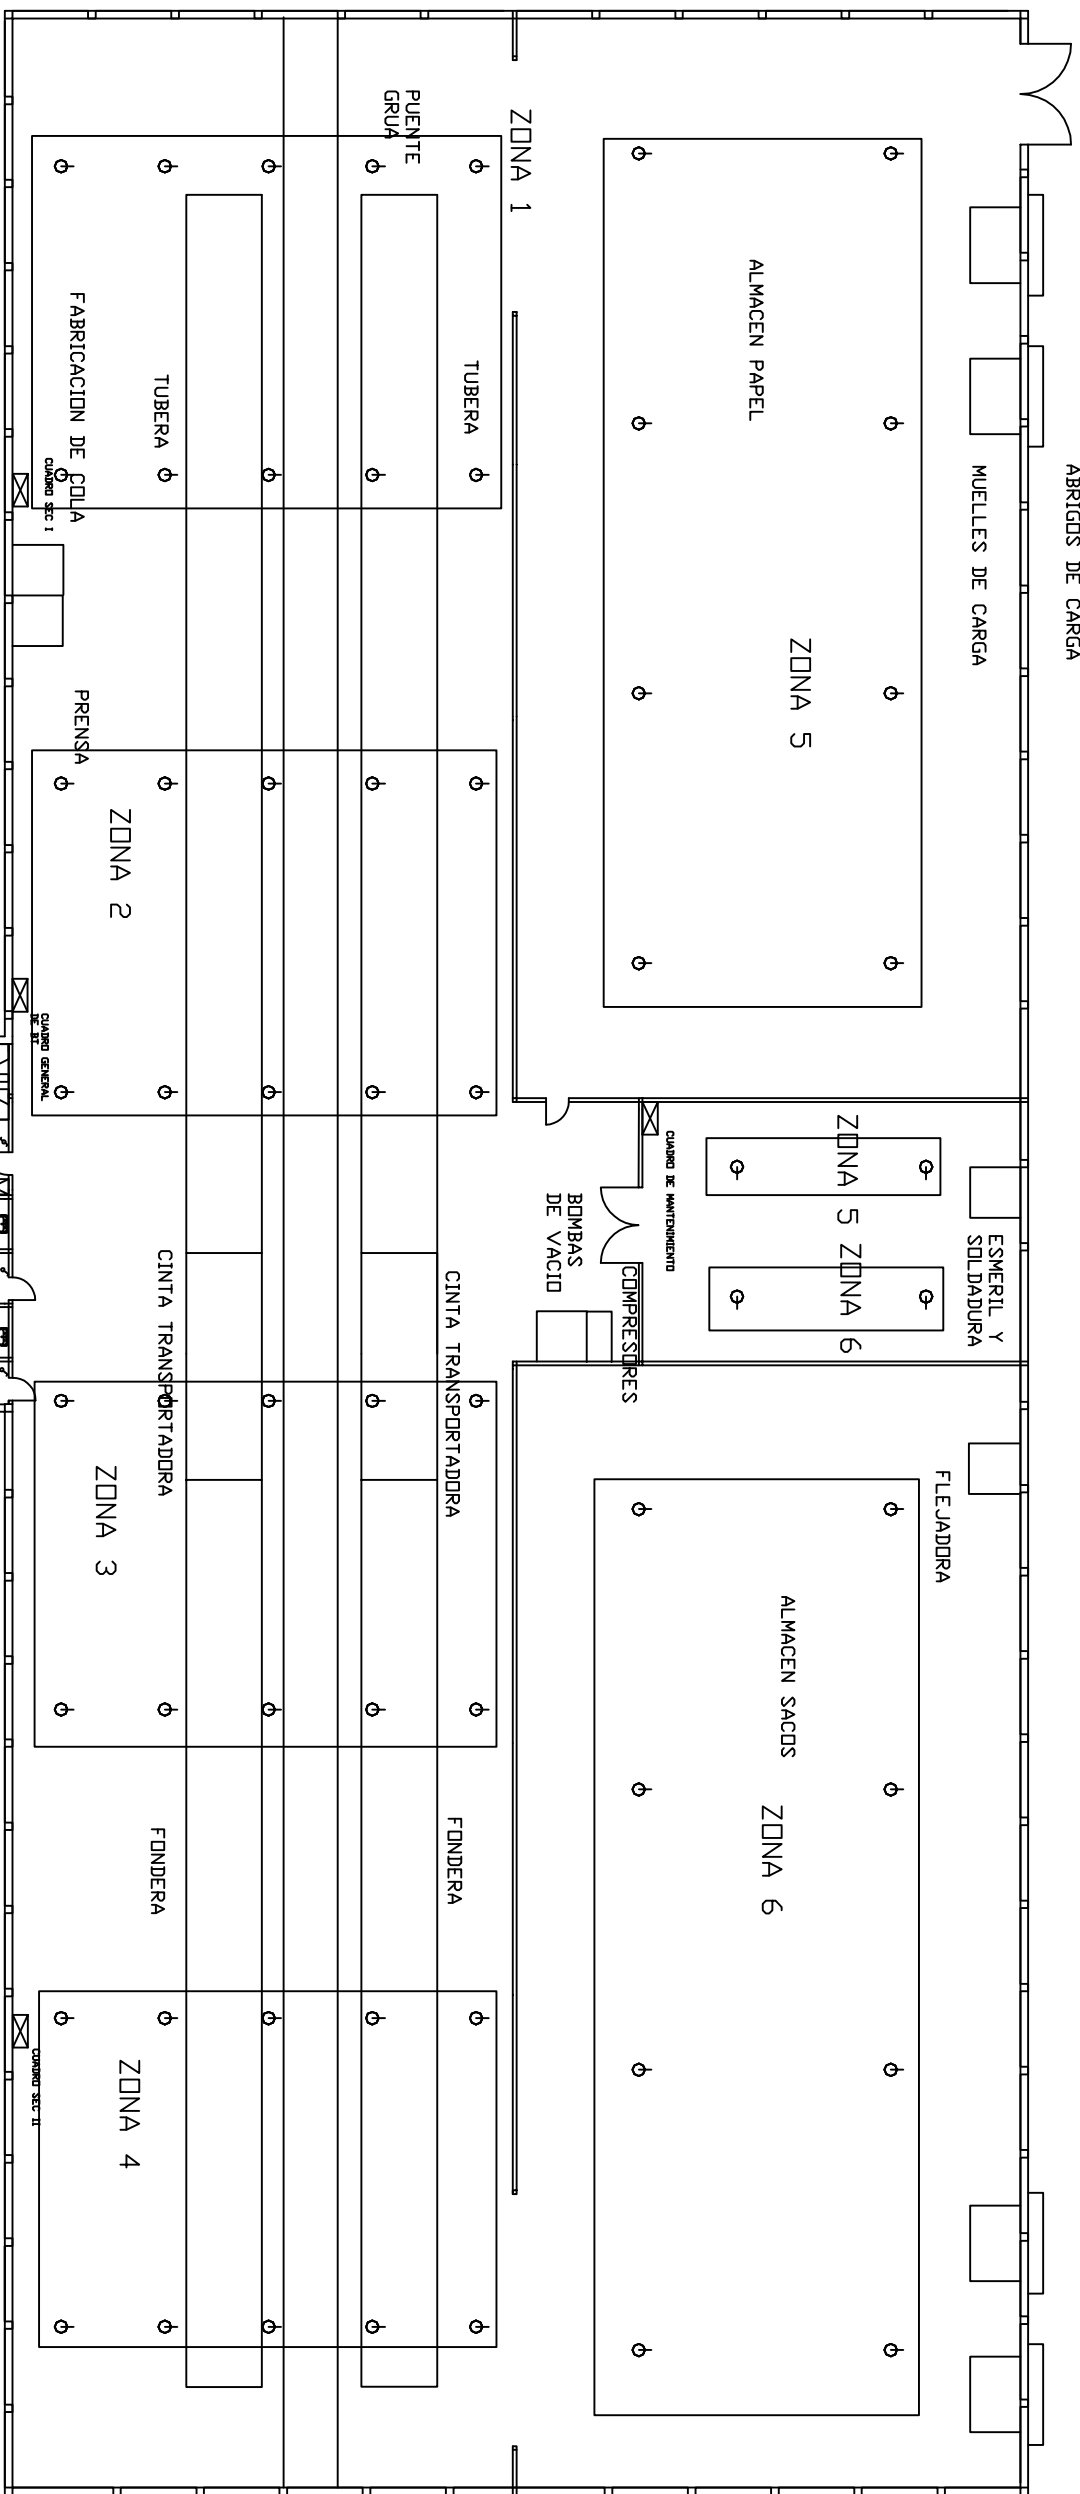 PUENTE
GRUA
ZONA 1
ALMACEN PAPEL
FABRICACION DE COLA
TUBERA
TUBERA
CUADRO SEC I
MUELLES DE CARGA
ABRIGOS DE CARGA
ZONA 5
PRENSA
ZONA 2
CUADRO GENERAL
DE BT
ZONA 5
CUADRO DE MANTENIMIENTO
BOMBAS
DE VACIO
ZONA 6
ESMERIL Y
SOLDADURA
COMPRESORES
CINTA TRANSPORTADORA
CINTA TRANSPORTADORA
ZONA 3
FLEJADORA
ALMACEN SACOS
ZONA 6
FONDERA
FONDERA
CUADRO SEC II
ZONA 4